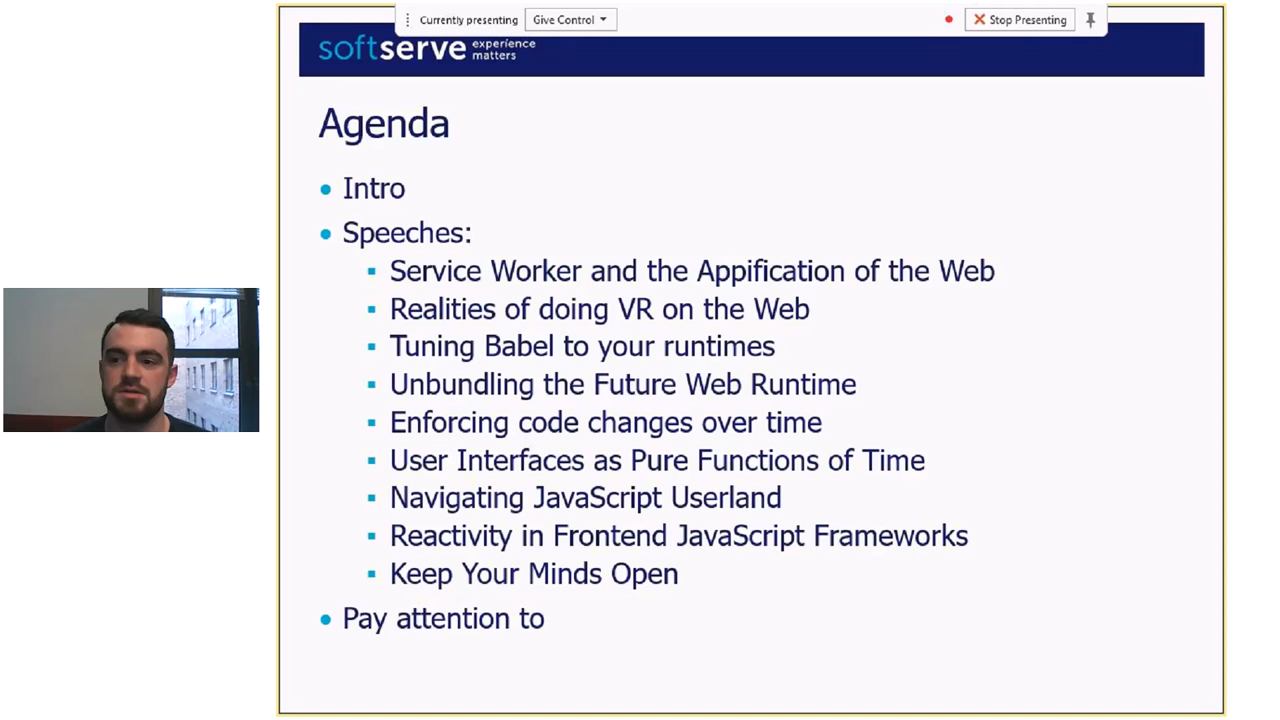 Currently presenting
Give Control
Stop Presenting
softserve experience matters
Agenda
Intro
Speeches:
Service Worker and the Appification of the Web
Realities of doing VR on the Web
Tuning Babel to your runtimes
Unbundling the Future Web Runtime
Enforcing code changes over time
User Interfaces as Pure Functions of Time
Navigating JavaScript Userland
Reactivity in Frontend JavaScript Frameworks
Keep Your Minds Open
Pay attention to